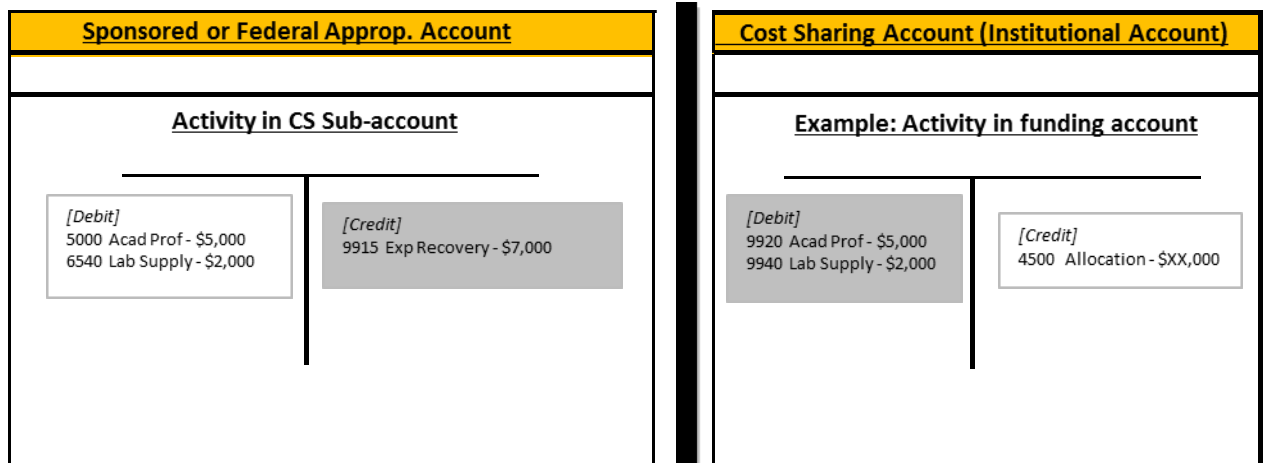 Sponsored or Federal Approp. Account
Activity in CS Sub-account
[Debit]
5000 Acad Prof - $5,000
6540 Lab Supply - $2,000
[Credit]
9915 Exp Recovery - $7,000
Cost Sharing Account (Institutional Account)
Example: Activity in funding account
[Debit]
9920 Acad Prof - $5,000
9940 Lab Supply - $2,000
[Credit]
4500 Allocation - $XX,000